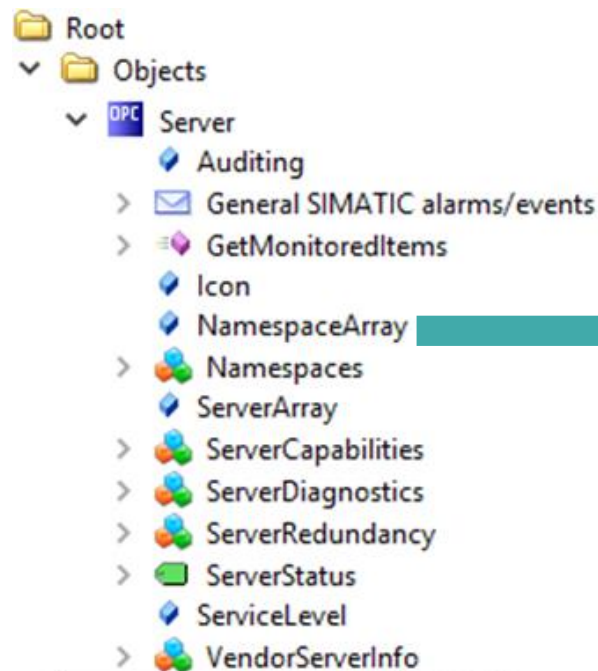 Root
Objects
OPC Server
Auditing
General SIMATIC alarms/events
GetMonitoredItems
Icon
NamespaceArray
Namespaces
ServerArray
ServerCapabilities
ServerDiagnostics
ServerRedundancy
ServerStatus
ServiceLevel
VendorServerInfo